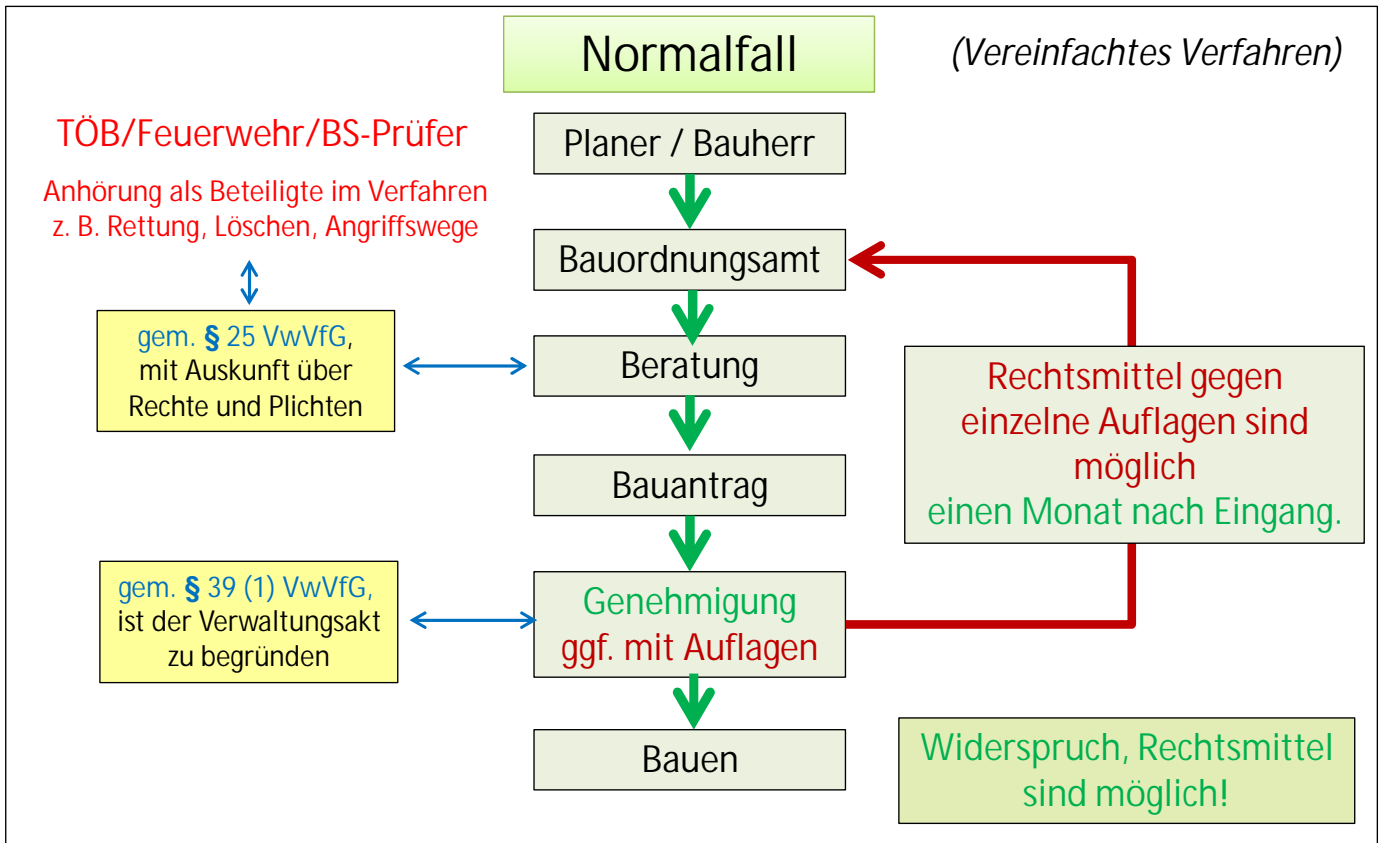 Normalfall
(Vereinfachtes Verfahren)
TÖB/Feuerwehr/BS-Prüfer
Anhörung als Beteiligte im Verfahren
z. B. Rettung, Löschen, Angriffswege
Planer / Bauherr
Bauordnungsamt
gem. § 25 VwVfG,
mit Auskunft über
Rechte und Plichten
Beratung
Rechtsmittel gegen
einzelne Auflagen sind
möglich
einen Monat nach Eingang.
Bauantrag
gem. § 39 (1) VwVfG,
ist der Verwaltungsakt
zu begründen
Genehmigung
ggf. mit Auflagen
Bauen
Widerspruch, Rechtsmittel
sind möglich!